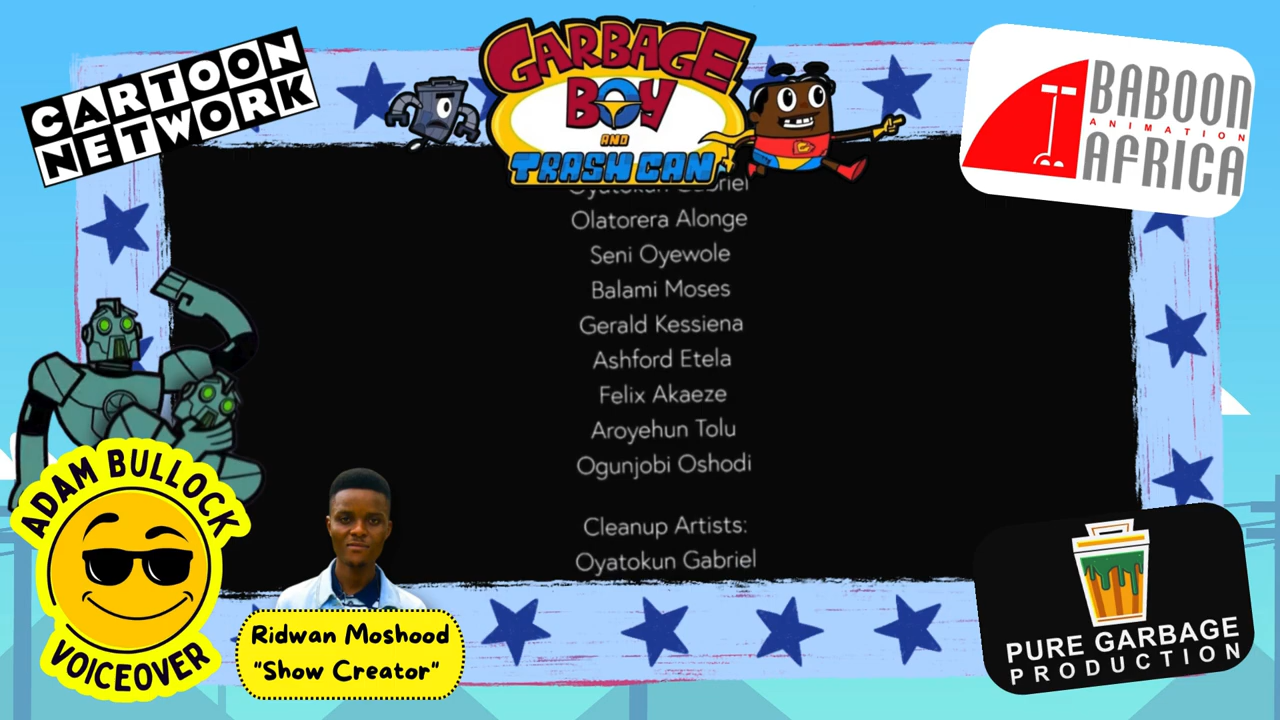 CARTOON
NETWORK
GARBAGE
BOY
AND
TRASH CAN
BABOON
ANIMATION
AFRICA
Oyatokun Gabriel
Olatorera Alonge
Seni Oyewole
Balami Moses
Gerald Kessiena
Ashford Etela
Felix Akaeze
Aroyehun Tolu
Ogunjobi Oshodi
Cleanup Artists:
Oyatokun Gabriel
ADAM BULLOCK
VOICEOVER
Ridwan Moshood
"Show Creator"
PURE GARBAGE
PRODUCTION